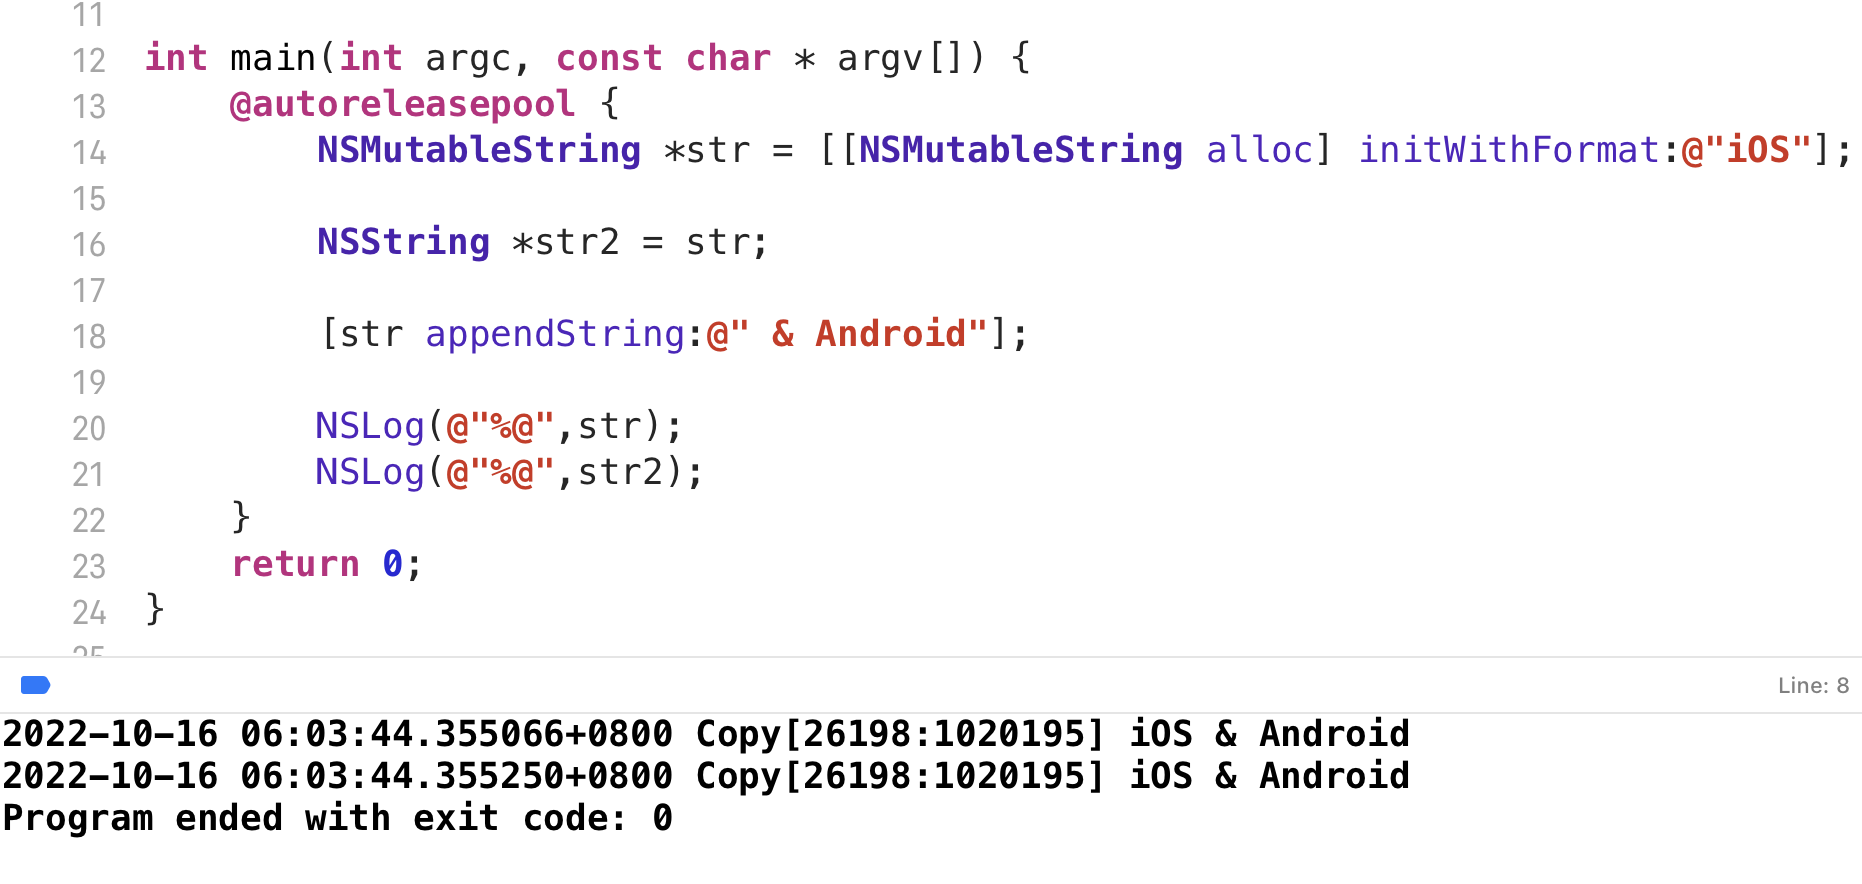 11
12 int main(int argc, const char * argv[]) {
13 @autoreleasepool {
14 NSMutableString *str = [[NSMutableString alloc] initWithFormat:@"iOS"];
15
16 NSString *str2 = str;
17
18 [str appendString:@" & Android"];
19
20 NSLog(@"%@",str);
21 NSLog(@"%@",str2);
22 }
23 return 0;
24 }
25
Line: 8
2022-10-16 06:03:44.355066+0800 Copy[26198:1020195] iOS & Android
2022-10-16 06:03:44.355250+0800 Copy[26198:1020195] iOS & Android
Program ended with exit code: 0